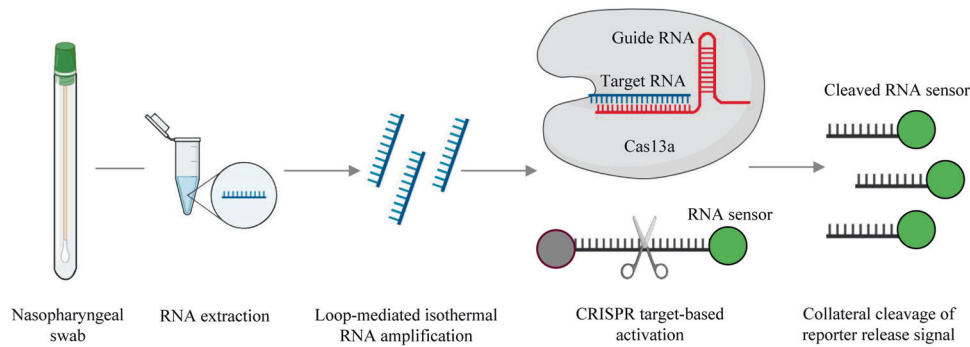 Guide RNA
Target RNA
Cas13a
Cleaved RNA sensor
RNA sensor
Nasopharyngeal
swab
RNA extraction
Loop-mediated isothermal
RNA amplification
CRISPR target-based
activation
Collateral cleavage of
reporter release signal